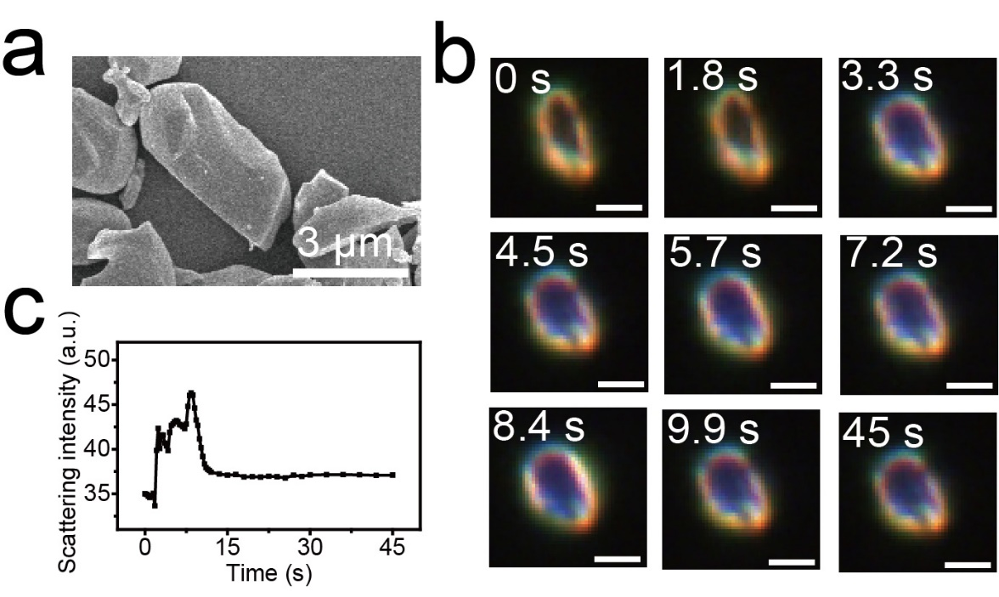 a
3 μm
b
0 s
1.8 s
3.3 s
4.5 s
5.7 s
7.2 s
8.4 s
9.9 s
45 s
c
Scattering intensity (a.u.)
50
45
40
35
0
15
30
45
Time (s)